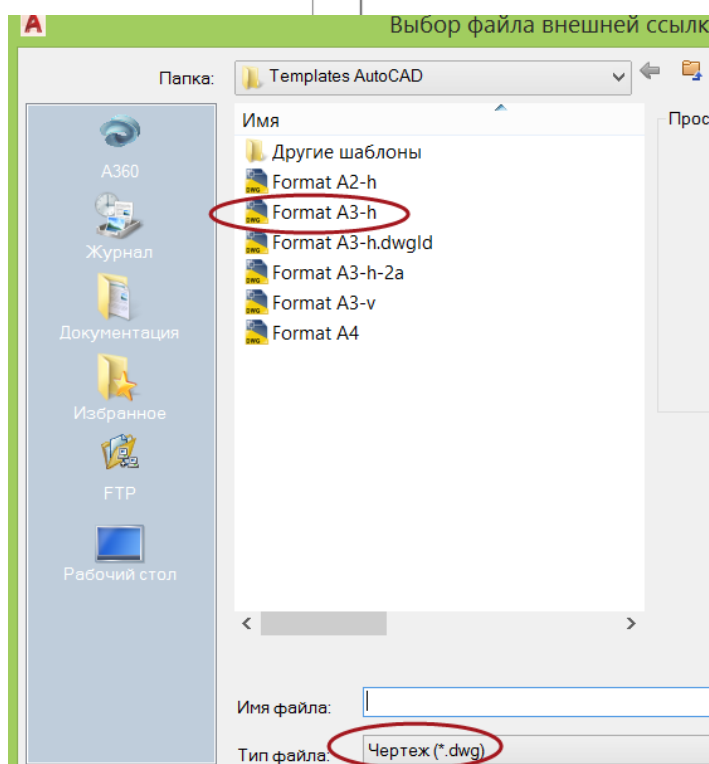 Выбор файла внешней ссылк
Папка:
Templates AutoCAD
Имя
Прос
Другие шаблоны
Format A2-h
Format A3-h
Format A3-h.dwgId
Format A3-h-2a
Format A3-v
Format A4
A360
Журнал
Документация
Избранное
FTP
Рабочий стол
Имя файла:
Тип файла:
Чертеж (*.dwg)